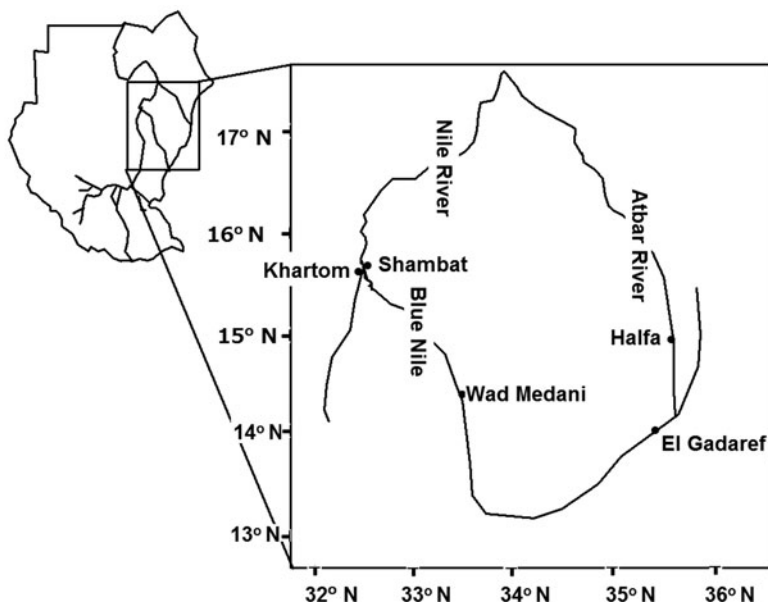 17° N
Nile River
Atbar River
16° N
Khartom
Shambat
Blue Nile
15° N
Halfa
Wad Medani
14° N
El Gadaref
13° N
32° N
33° N
34° N
35° N
36° N